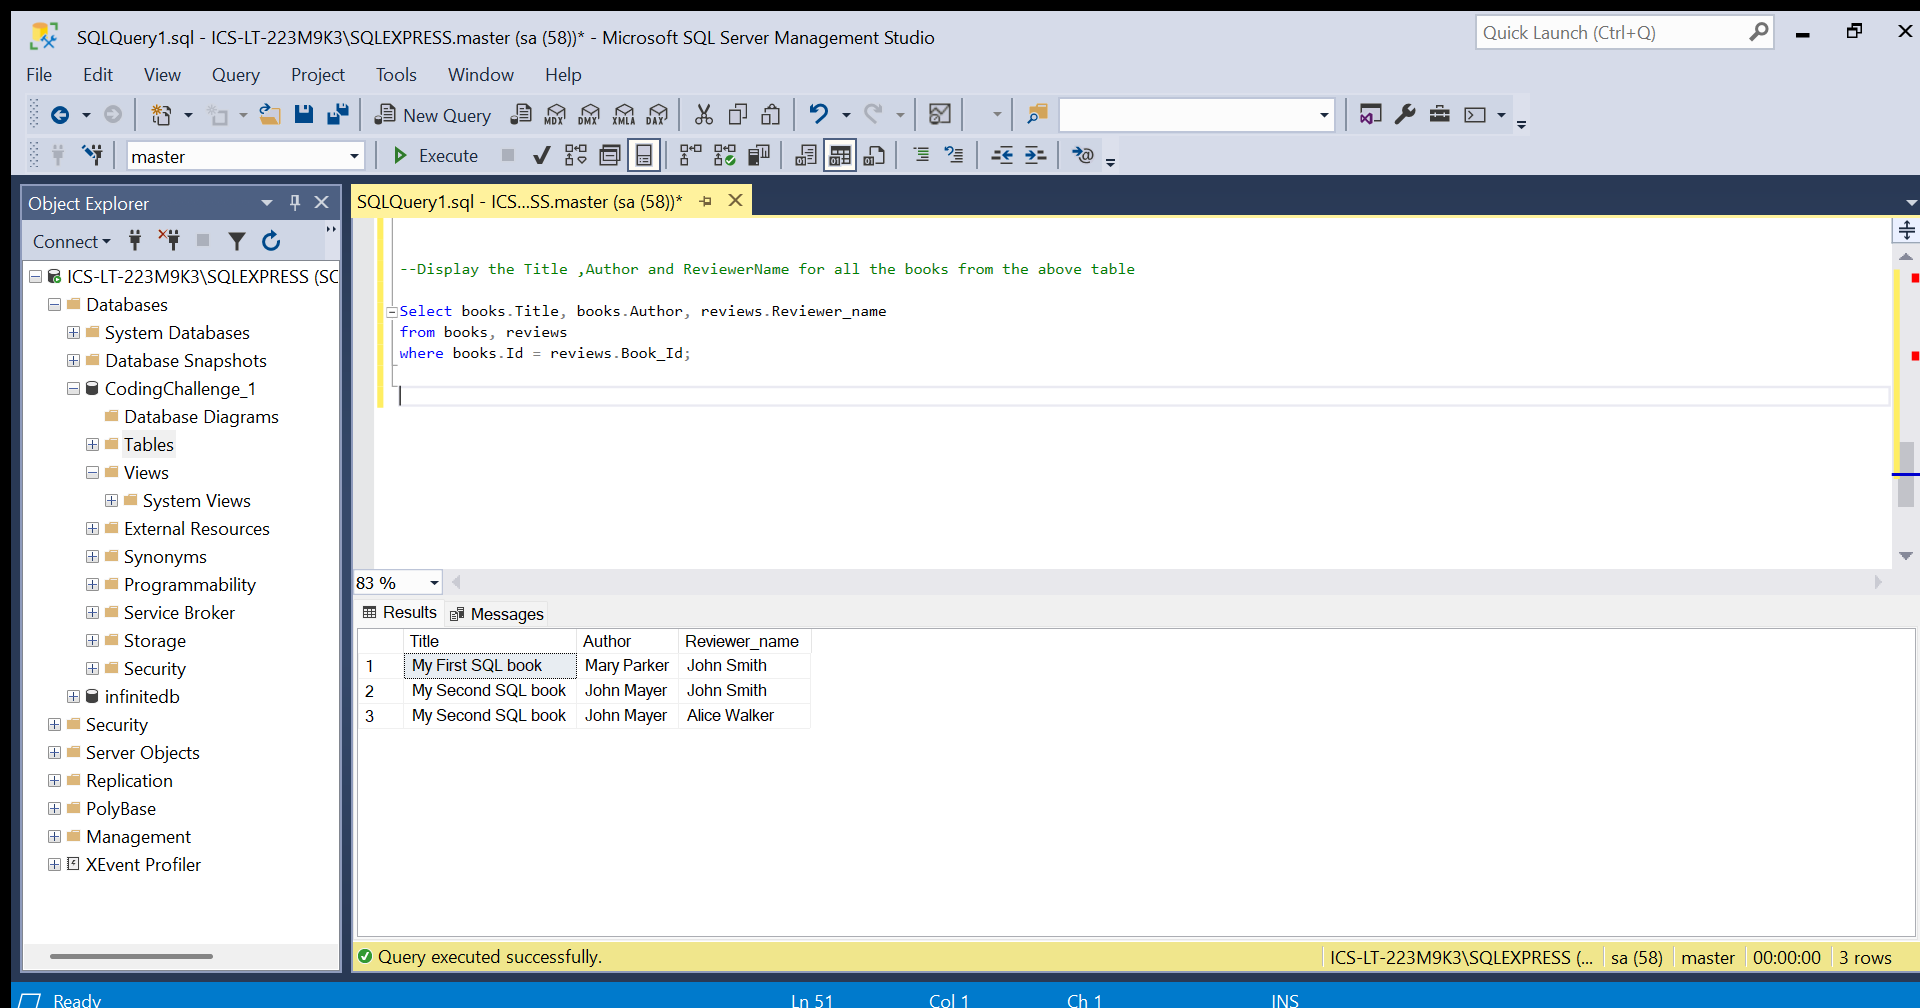 SQLQuery1.sql - ICS-LT-223M9K3\SQLEXPRESS.master (sa (58))* - Microsoft SQL Server Management Studio
Quick Launch (Ctrl+Q)
File Edit View Query Project Tools Window Help
New Query MDX DMX XMLA DAX
master Execute
Object Explorer
Connect
ICS-LT-223M9K3\SQLEXPRESS (SC
Databases
System Databases
Database Snapshots
CodingChallenge_1
Database Diagrams
Tables
Views
System Views
External Resources
Synonyms
Programmability
Service Broker
Storage
Security
infinitedb
Security
Server Objects
Replication
PolyBase
Management
XEvent Profiler
SQLQuery1.sql - ICS...SS.master (sa (58))*
--Display the Title ,Author and ReviewerName for all the books from the above table
Select books.Title, books.Author, reviews.Reviewer_name
from books, reviews
where books.Id = reviews.Book_Id;
83 %
Results Messages
Title Author Reviewer_name
1 My First SQL book Mary Parker John Smith
2 My Second SQL book John Mayer John Smith
3 My Second SQL book John Mayer Alice Walker
Query executed successfully. ICS-LT-223M9K3\SQLEXPRESS (... sa (58) master 00:00:00 3 rows
Ready Ln 51 Col 1 Ch 1 INS